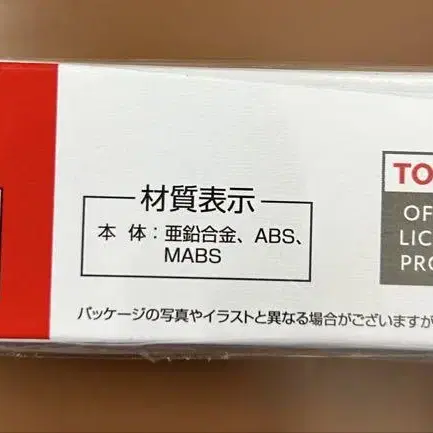 材質表示
本 体：亜鉛合金、ABS、
MABS
パッケージの写真やイラストと異なる場合がございますが
TO
OF
LIC
PRO